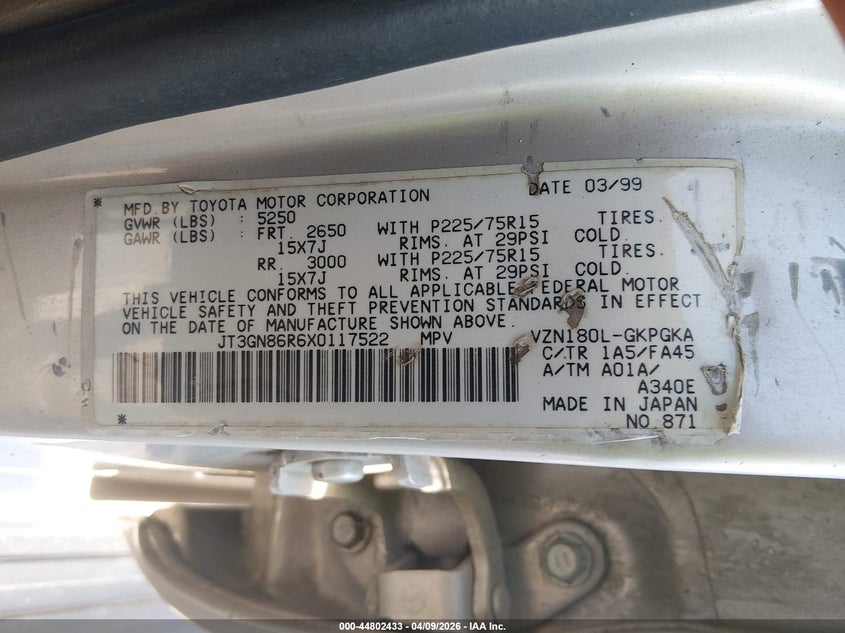 MFD.BY TOYOTA MOTOR CORPORATION DATE 03/99
GVWR (LBS) : 5250
GAWR (LBS) : FRT. 2650 WITH P225/75R15 TIRES.
15X7J RIMS. AT 29PSI COLD.
RR. 3000 WITH P225/75R15 TIRES.
15X7J RIMS. AT 29PSI COLD.
THIS VEHICLE CONFORMS TO ALL APPLICABLE FEDERAL MOTOR
VEHICLE SAFETY AND THEFT PREVENTION STANDARDS IN EFFECT
ON THE DATE OF MANUFACTURE SHOWN ABOVE.
JT3GN86R6X0117522 MPV VZN180L-GKPGKA
C/TR 1A5/FA45
A/TM A01A/
A340E
MADE IN JAPAN
NO.871
000-44802433 - 04/09/2026 - IAA Inc.